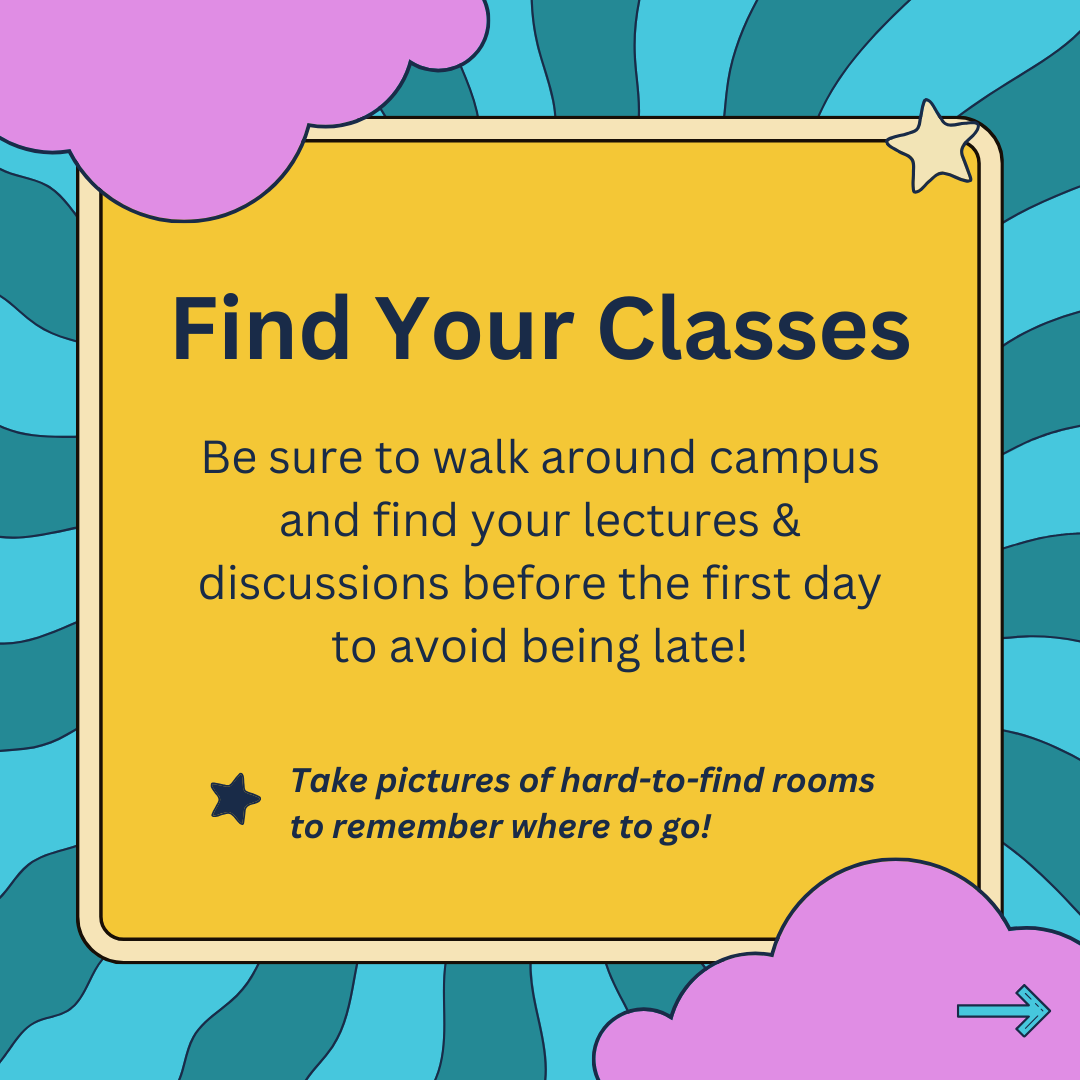 Find Your Classes
Be sure to walk around campus
and find your lectures &
discussions before the first day
to avoid being late!
Take pictures of hard-to-find rooms
to remember where to go!